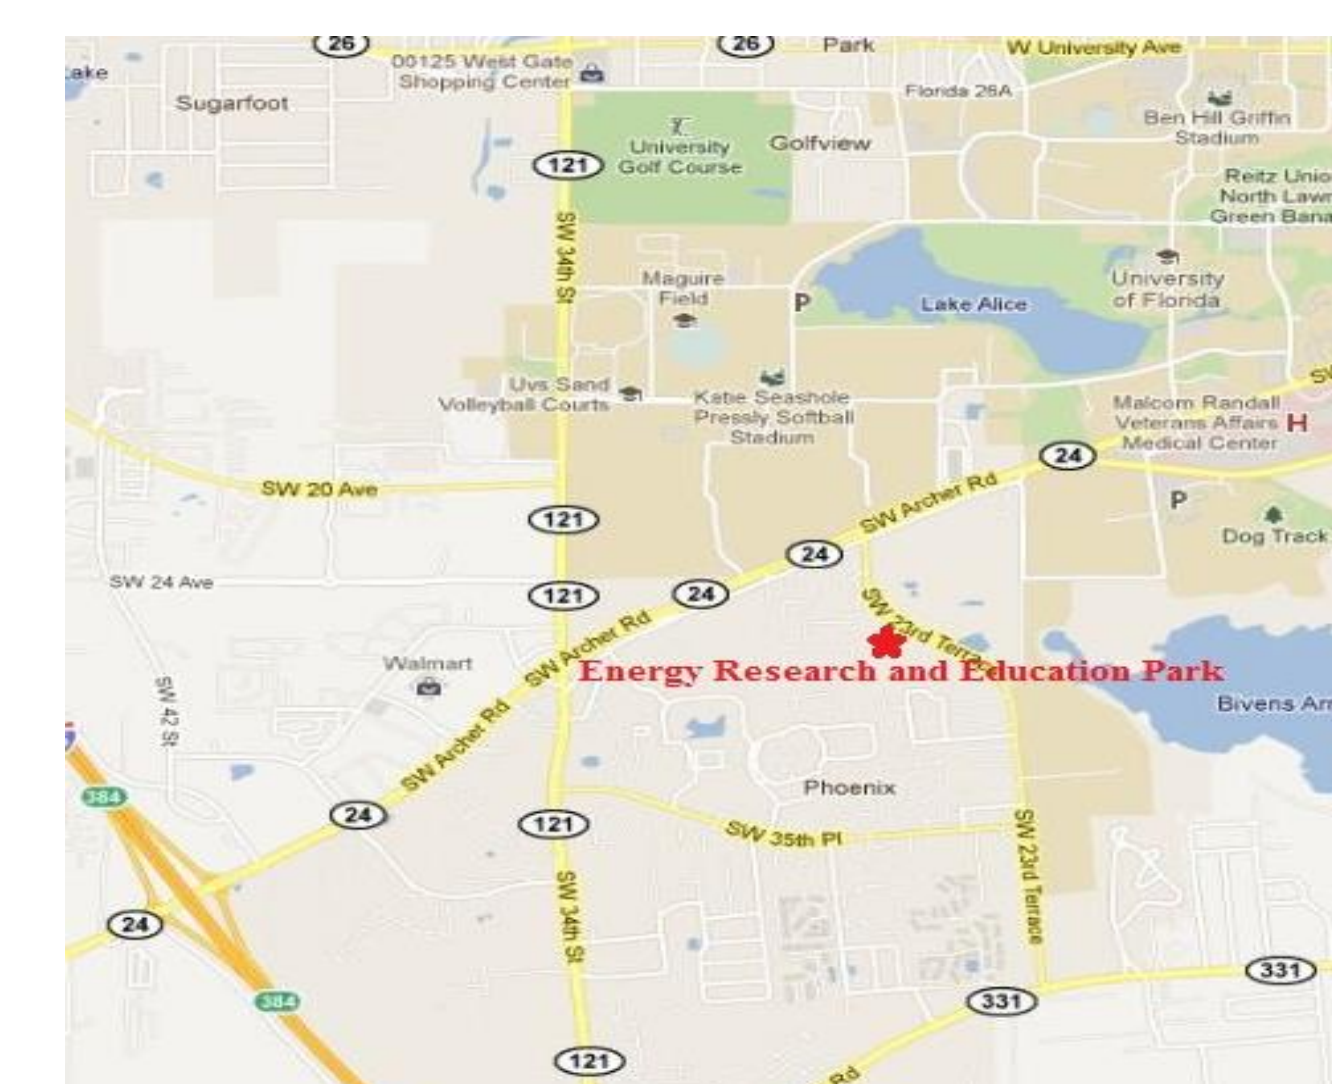 26
26
Park
W University Ave
00125 West Gate
Shopping Center
ake
Sugarfoot
Florida 26A
Ben Hill Griffin
Stadium
University
Golf Course
Golfview
121
Reitz Unio
North Lawn
Green Bana
SW 34th St
Maguire
Field
P
Lake Alice
University
of Florida
Uvs Sand
Volleyball Courts
Katie Seashole
Pressly Softball
Stadium
Malcom Randall
Veterans Affairs
Medical Center
H
24
SW 20 Ave
SW Archer Rd
P
Dog Track
121
24
SW 24 Ave
121
24
SW Archer Rd
SW 23rd Terrace
Walmart
Energy Research and Education Park
SW 42 St
SW Archer Rd
Bivens Arm
384
24
121
Phoenix
SW 35th Pl
SW 23rd Terrace
SW 34th St
24
384
331
331
121
Rd